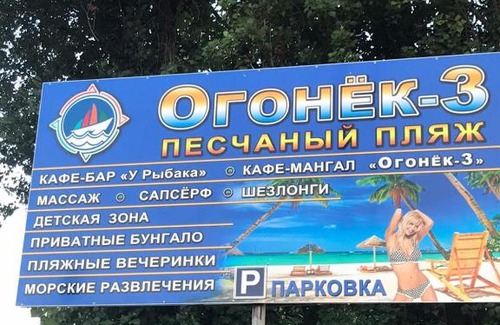 Огонёк-3
ПЕСЧАНЫЙ ПЛЯЖ
КАФЕ-БАР «У Рыбака» КАФЕ-МАНГАЛ «Огонёк-3»
МАССАЖ САПСЁРФ ШЕЗЛОНГИ
ДЕТСКАЯ ЗОНА
ПРИВАТНЫЕ БУНГАЛО
ПЛЯЖНЫЕ ВЕЧЕРИНКИ
МОРСКИЕ РАЗВЛЕЧЕНИЯ P ПАРКОВКА